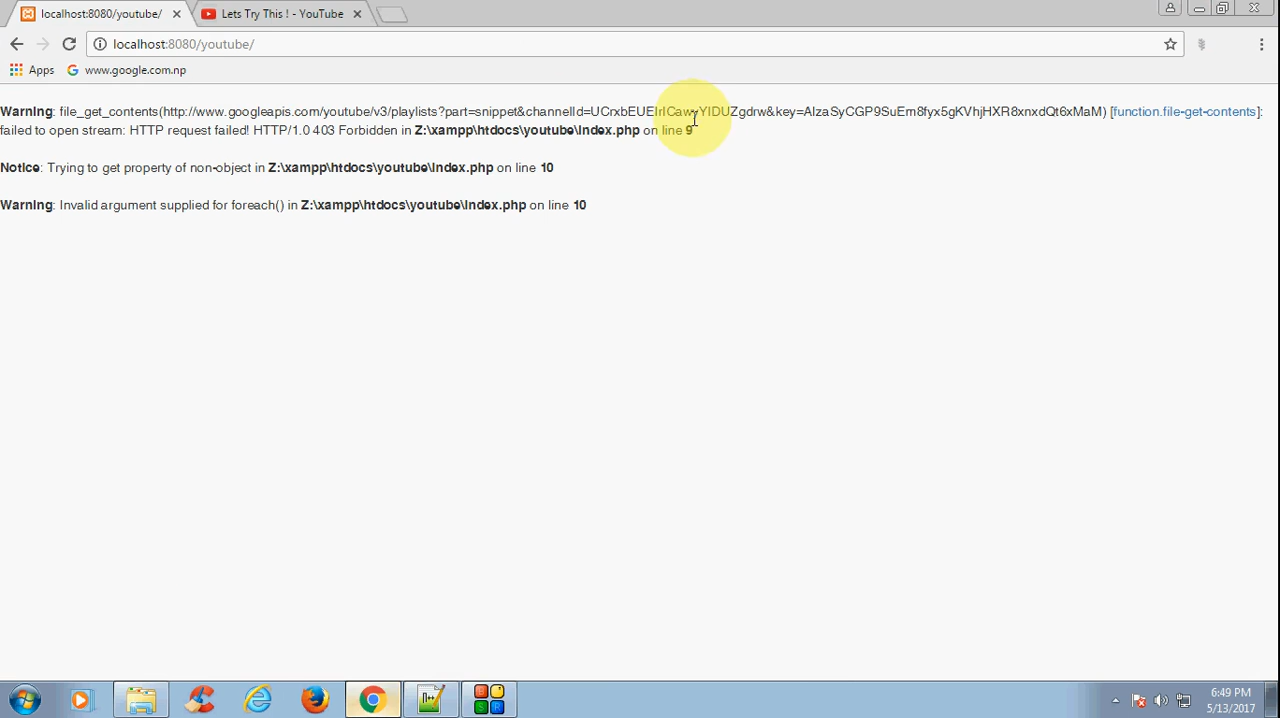 localhost:8080/youtube/
Lets Try This ! - YouTube
localhost:8080/youtube/
Apps
www.google.com.np
Warning: file_get_contents(http://www.googleapis.com/youtube/v3/playlists?part=snippet&channelId=UCrxbEUEIrICawvYIDUZgdrw&key=AIzaSyCGP9SuEm8fyx5gKVhjHXR8xnxdQt6xMaM) [function.file-get-contents]:
failed to open stream: HTTP request failed! HTTP/1.0 403 Forbidden in Z:\xampp\htdocs\youtube\index.php on line 9
Notice: Trying to get property of non-object in Z:\xampp\htdocs\youtube\index.php on line 10
Warning: Invalid argument supplied for foreach() in Z:\xampp\htdocs\youtube\index.php on line 10
6:49 PM
5/13/2017